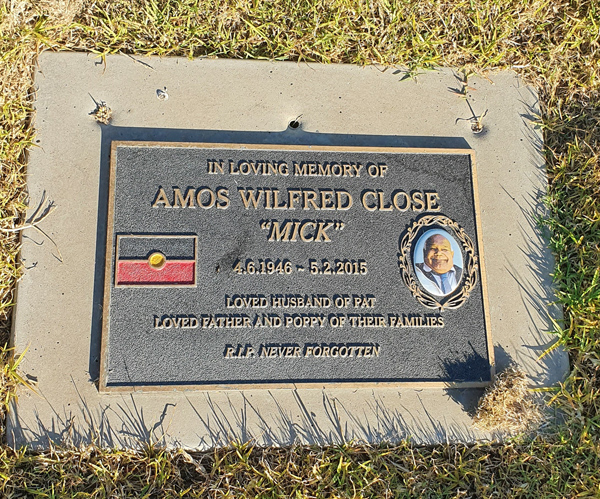 IN LOVING MEMORY OF
AMOS WILFRED CLOSE
"MICK"
4.6.1946 - 5.2.2015
LOVED HUSBAND OF PAT
LOVED FATHER AND POPPY OF THEIR FAMILIES
R.I.P. NEVER FORGOTTEN